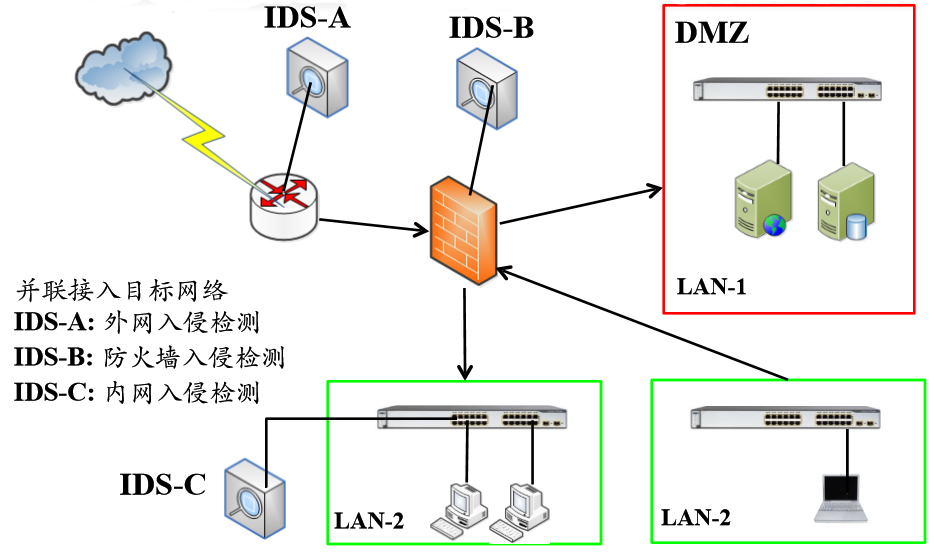 IDS-A
IDS-B
DMZ
LAN-1
并联接入目标网络
IDS-A: 外网入侵检测
IDS-B: 防火墙入侵检测
IDS-C: 内网入侵检测
IDS-C
LAN-2
LAN-2